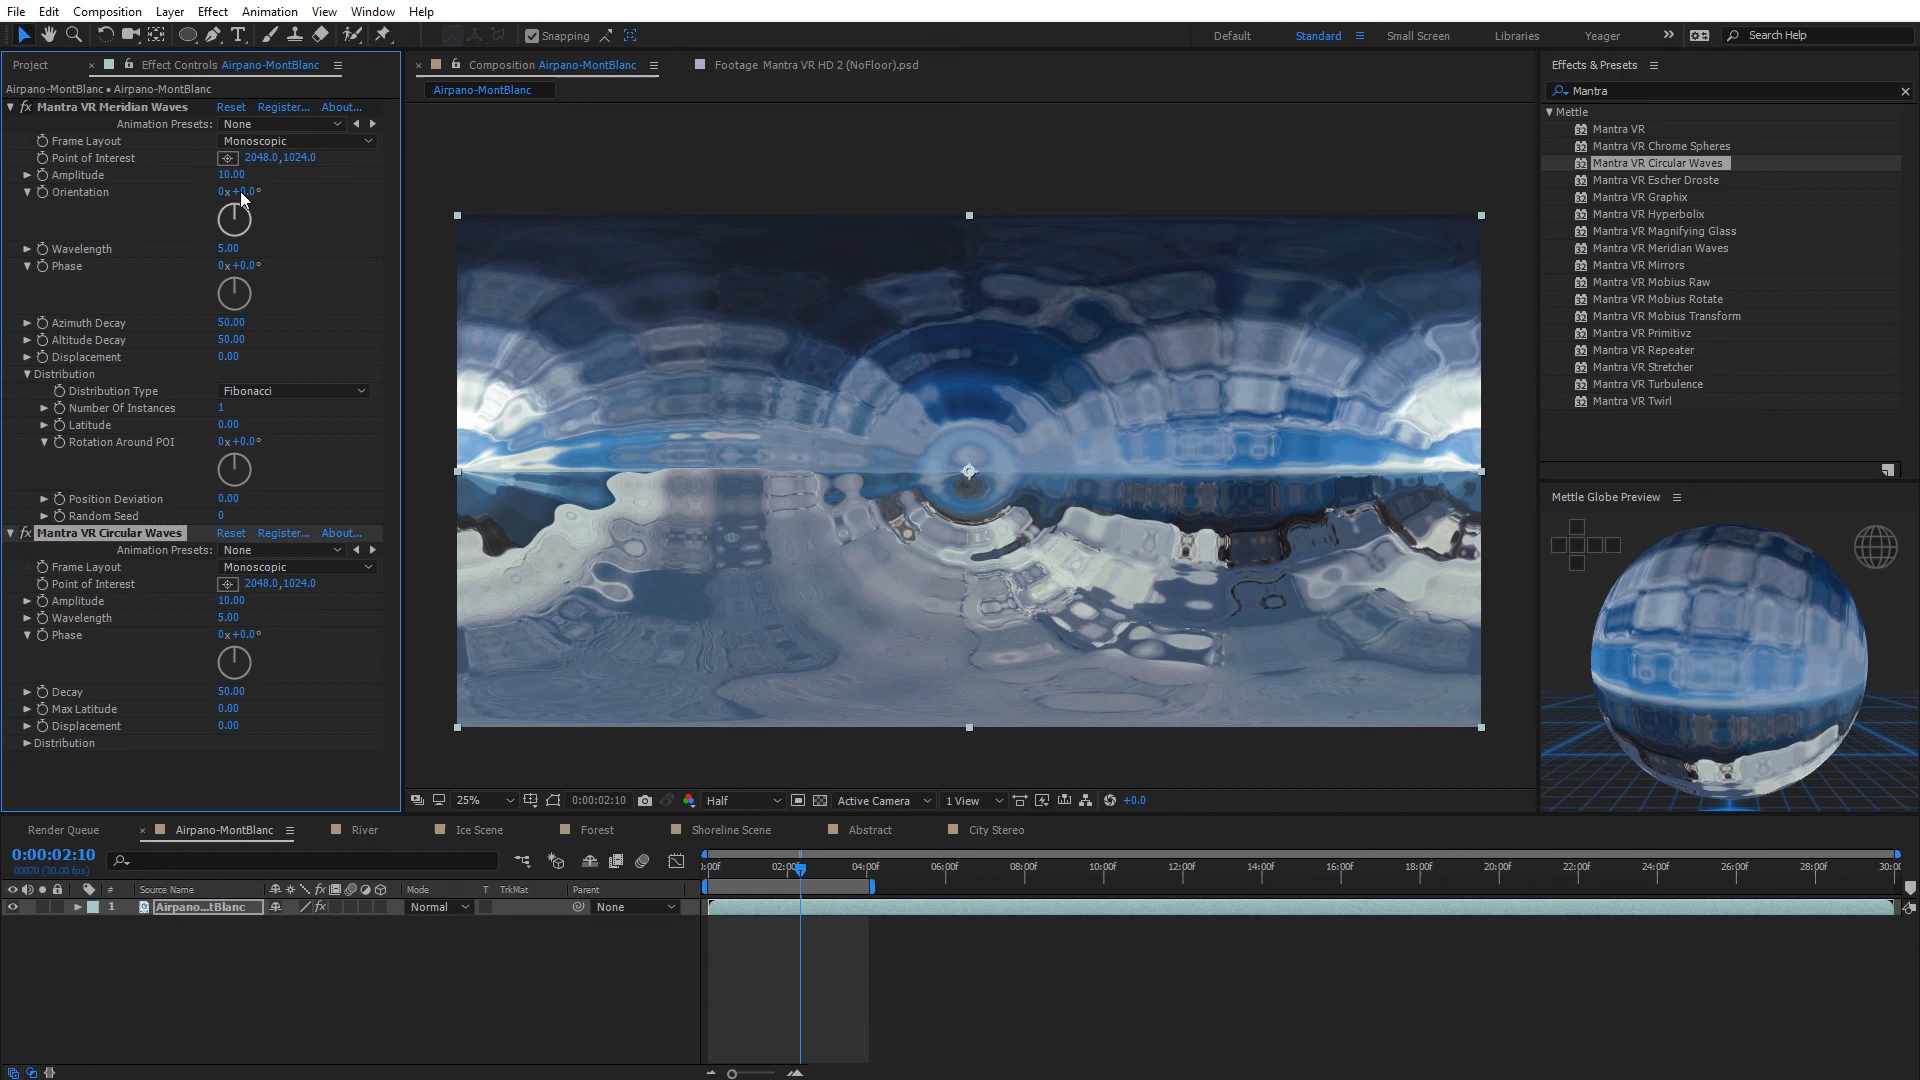 File Edit Composition Layer Effect Animation View Window Help
Snapping Default Standard Small Screen Libraries Yeager Search Help
Project Effect Controls Airpano-MontBlanc
Airpano-MontBlanc • Airpano-MontBlanc
fx Mantra VR Meridian Waves Reset Register... About...
Animation Presets: None
Frame Layout Monoscopic
Point of Interest 2048.0,1024.0
Amplitude 10.00
Orientation 0x+0.0°
Wavelength 5.00
Phase 0x+0.0°
Azimuth Decay 50.00
Altitude Decay 50.00
Displacement 0.00
Distribution
Distribution Type Fibonacci
Number Of Instances 1
Latitude 0.00
Rotation Around POI 0x+0.0°
Position Deviation 0.00
Random Seed 0
fx Mantra VR Circular Waves Reset Register... About...
Animation Presets: None
Frame Layout Monoscopic
Point of Interest 2048.0,1024.0
Amplitude 10.00
Wavelength 5.00
Phase 0x+0.0°
Decay 50.00
Max Latitude 0.00
Displacement 0.00
Distribution
Composition Airpano-MontBlanc Footage Mantra VR HD 2 (NoFloor).psd
Airpano-MontBlanc
25% 0:00:02:10 Half Active Camera 1 View +0.0
Effects & Presets
Mantra
Mettle
Mantra VR
Mantra VR Chrome Spheres
Mantra VR Circular Waves
Mantra VR Escher Droste
Mantra VR Graphix
Mantra VR Hyperbolix
Mantra VR Magnifying Glass
Mantra VR Meridian Waves
Mantra VR Mirrors
Mantra VR Mobius Raw
Mantra VR Mobius Rotate
Mantra VR Mobius Transform
Mantra VR Primitivz
Mantra VR Repeater
Mantra VR Stretcher
Mantra VR Turbulence
Mantra VR Twirl
Mettle Globe Preview
Render Queue Airpano-MontBlanc River Ice Scene Forest Shoreline Scene Abstract City Stereo
0:00:02:10
00070 (30.00 fps)
):00f 02:00f 04:00f 06:00f 08:00f 10:00f 12:00f 14:00f 16:00f 18:00f 20:00f 22:00f 24:00f 26:00f 28:00f 30:00
# Source Name fx Mode T TrkMat Parent
1 Airpano...tBlanc fx Normal None